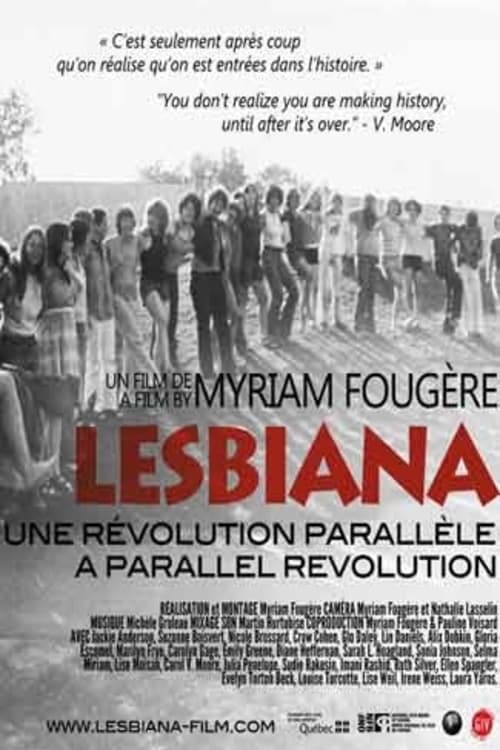 « C'est seulement après coup
qu'on réalise qu'on est entrées dans l'histoire. »
"You don't realize you are making history,
until after it's over." - V. Moore
UN FILM DE
A FILM BY MYRIAM FOUGÈRE
LESBIANA
UNE RÉVOLUTION PARALLÈLE
A PARALLEL REVOLUTION
RÉALISATION et MONTAGE Myriam Fougère CAMÉRA Myriam Fougère et Nathalie Lasselin
MUSIQUE Michèle Groleau MIXAGE SON Martin Hurtubise COPRODUCTION Myriam Fougère & Pauline Voisard
AVEC Jackie Anderson, Suzanne Boisvert, Nicole Brossard, Crow Cohen, Glo Daley, Lin Daniels, Alix Dobkin, Gloria
Escomel, Marilyn Frye, Carolyn Gage, Emily Greene, Diane Heffernan, Sarah L. Hoagland, Sonia Johnson, Selma
Miriam, Lise Moisan, Carol V. Moore, Julia Penelope, Sudie Rakusin, Imani Rashid, Ruth Silver, Ellen Spangler,
Evelyn Torton Beck, Louise Turcotte, Lise Weil, Irene Weiss, Laura Yaros.
WWW.LESBIANA-FILM.COM
Québec
ONF
NFB
GIV